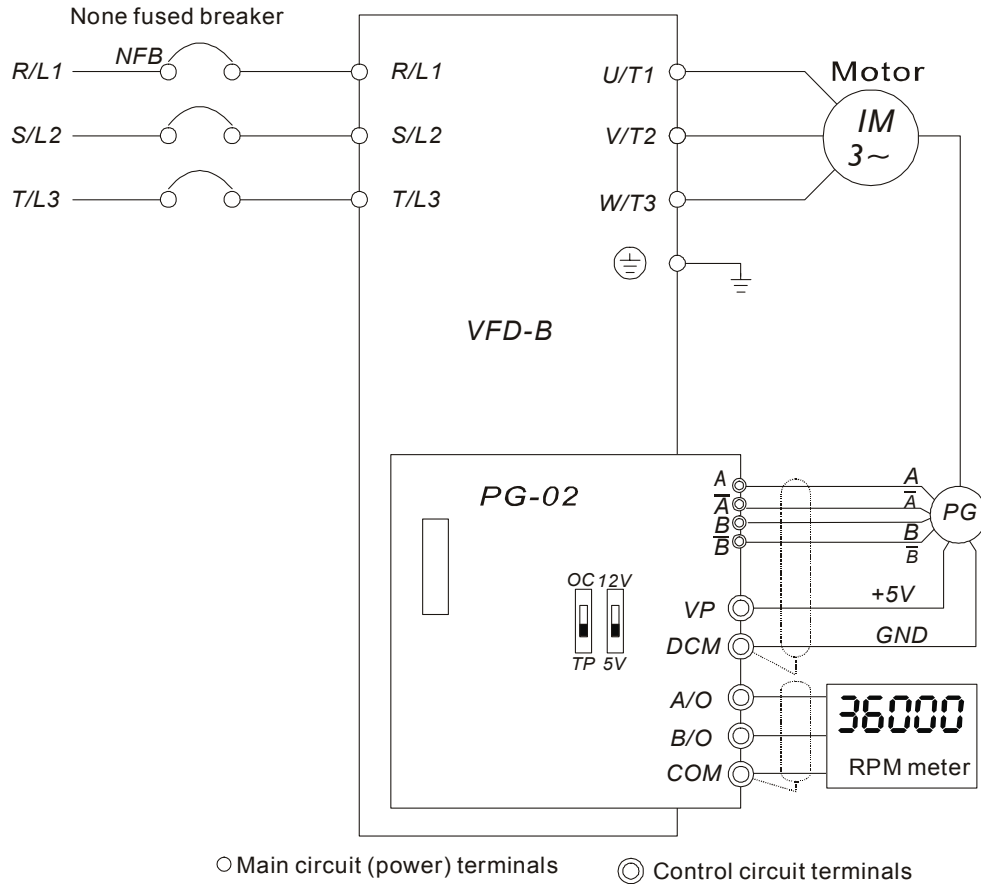 None fused breaker
NFB
R/L1
R/L1
U/T1
Motor
S/L2
S/L2
V/T2
IM
3~
T/L3
T/L3
W/T3
VFD-B
PG-02
A
A̅
B
B̅
A
A̅
B
B̅
PG
OC 12V
TP 5V
VP
+5V
DCM
GND
A/O
B/O
COM
36000
RPM meter
Main circuit (power) terminals
Control circuit terminals